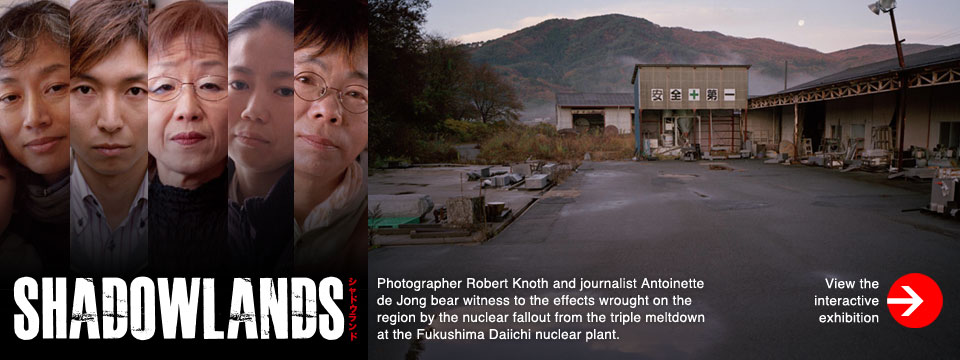 安全十第一
SHADOWLANDS
シャドウランド
Photographer Robert Knoth and journalist Antoinette
de Jong bear witness to the effects wrought on the
region by the nuclear fallout from the triple meltdown
at the Fukushima Daiichi nuclear plant.
View the
interactive
exhibition